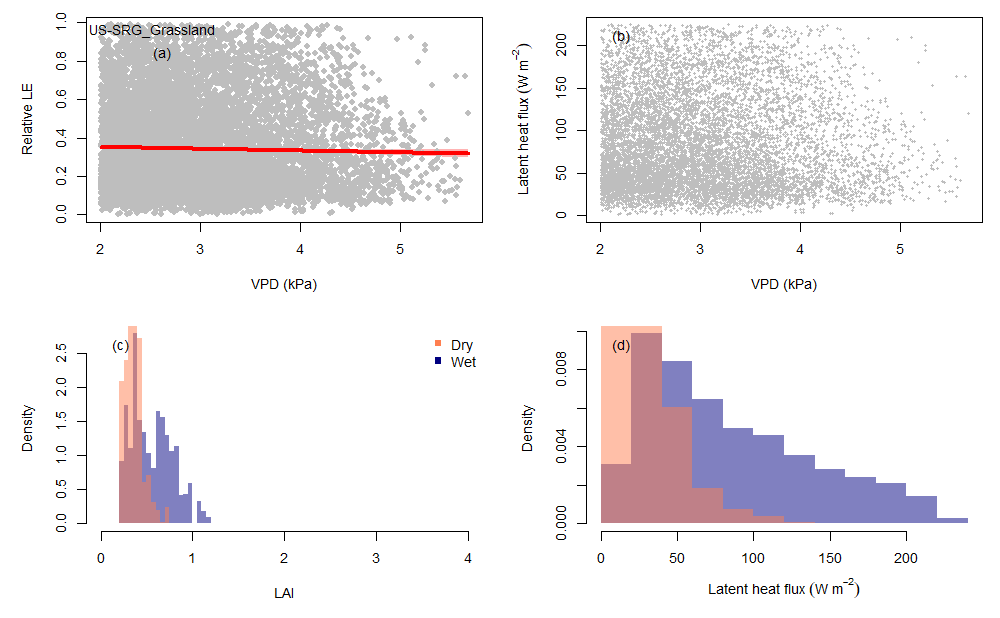 US-SRG_Grassland
(a)
Relative LE
0.0 0.2 0.4 0.6 0.8 1.0
2 3 4 5
VPD (kPa)
(b)
Latent heat flux (W m⁻²)
0 50 100 150 200
2 3 4 5
VPD (kPa)
(c)
Dry
Wet
Density
0.0 0.5 1.0 1.5 2.0 2.5
0 1 2 3 4
LAI
(d)
Density
0.000 0.004 0.008
0 50 100 150 200
Latent heat flux (W m⁻²)